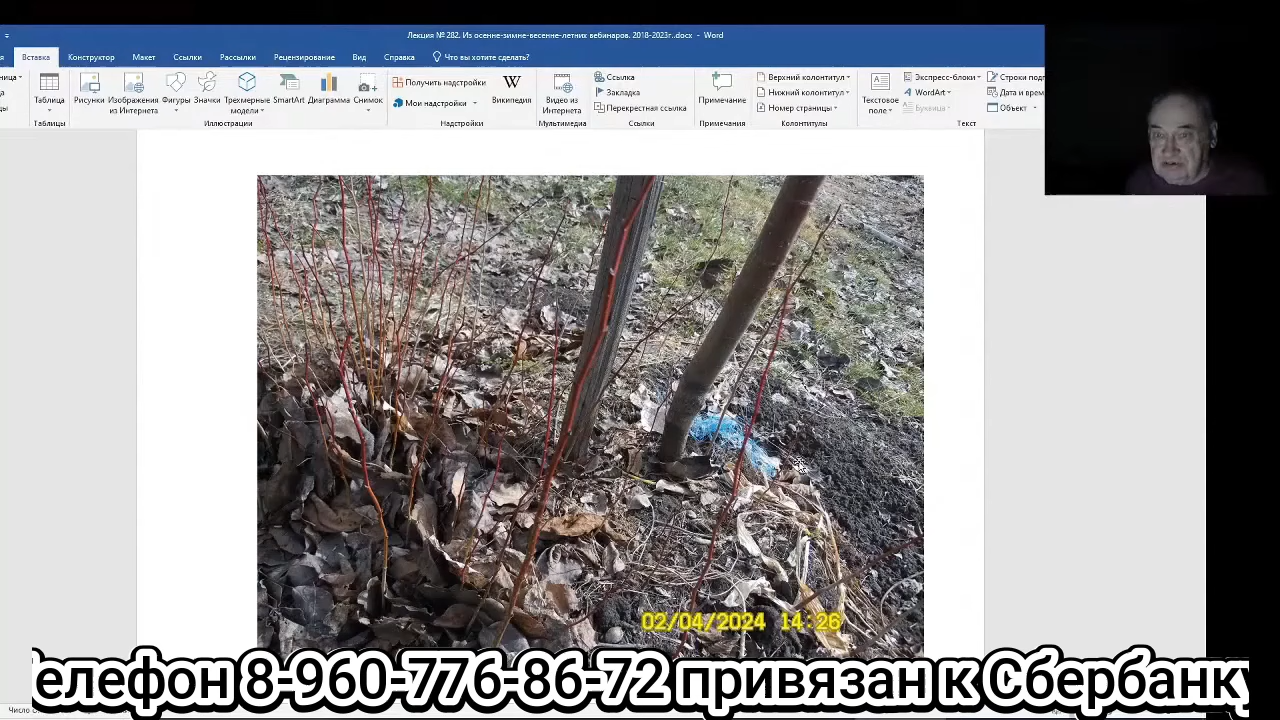 Лекция № 282. Из осенне-зимне-весенне-летних вебинаров. 2018-2023г..docx - Word
Вставка Конструктор Макет Ссылки Рассылки Рецензирование Вид Справка Что вы хотите сделать?
Таблица
Таблицы
Рисунки
Изображения из Интернета
Фигуры
Значки
Трехмерные модели
SmartArt
Диаграмма
Снимок
Иллюстрации
Получить надстройки
Мои надстройки
Википедия
Надстройки
Видео из Интернета
Мультимедиа
Ссылка
Закладка
Перекрестная ссылка
Ссылки
Примечание
Примечания
Верхний колонтитул
Нижний колонтитул
Номер страницы
Колонтитулы
Текстовое поле
Экспресс-блоки
WordArt
Буквица
Дата и врем
Объект
Текст
02/04/2024 14:26
елефон 8-960-776-86-72 привязан к Сбербанку